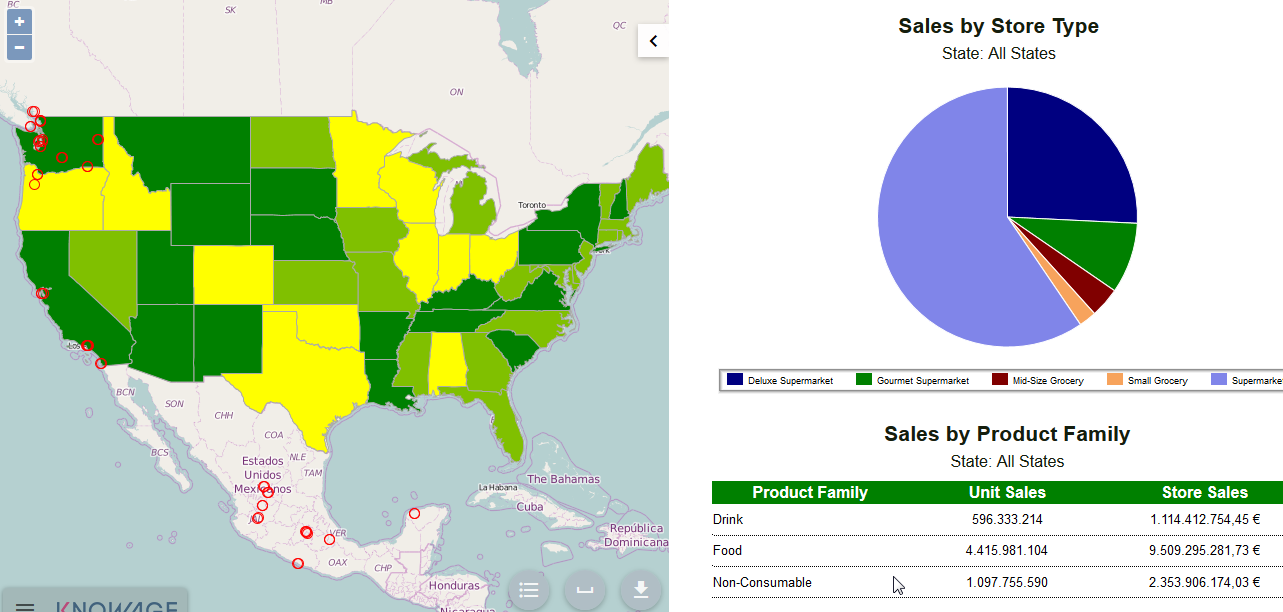 BC
SK
MB
QC
ON
+
−
Toronto
BCN
SON
CHH
COA
BCS
NLE
TAM
Estados
Unidos
Mexicanos
VER
OAX
CHP
La Habana
Cuba
The Bahamas
República
Dominicana
Honduras
Nicaragua
KNOWAGE
Sales by Store Type
State: All States
Deluxe Supermarket Gourmet Supermarket Mid-Size Grocery Small Grocery Supermarke
Sales by Product Family
State: All States
Product Family Unit Sales Store Sales
Drink 596.333.214 1.114.412.754,45 €
Food 4.415.981.104 9.509.295.281,73 €
Non-Consumable 1.097.755.590 2.353.906.174,03 €